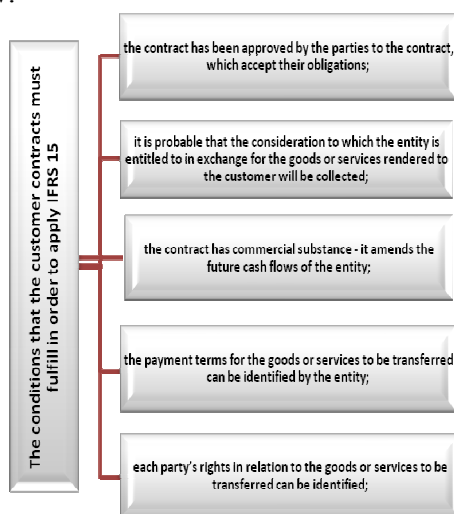 The conditions that the customer contracts must
fulfill in order to apply IFRS 15
the contract has been approved by the parties to the contract,
which accept their obligations;
it is probable that the consideration to which the entity is
entitled to in exchange for the goods or services rendered to
the customer will be collected;
the contract has commercial substance - it amends the
future cash flows of the entity;
the payment terms for the goods or services to be transferred
can be identified by the entity;
each party's rights in relation to the goods or services to be
transferred can be identified;